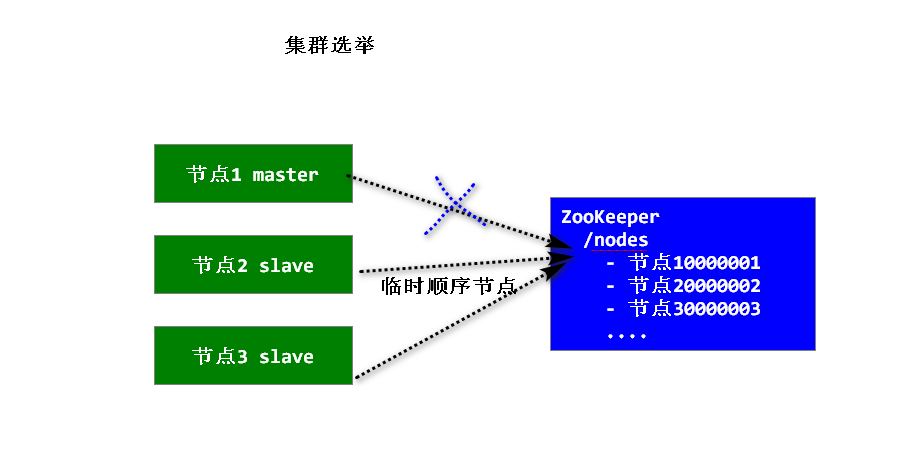 集群选举
节点1 master
节点2 slave
节点3 slave
临时顺序节点
ZooKeeper
/nodes
- 节点10000001
- 节点20000002
- 节点30000003
....